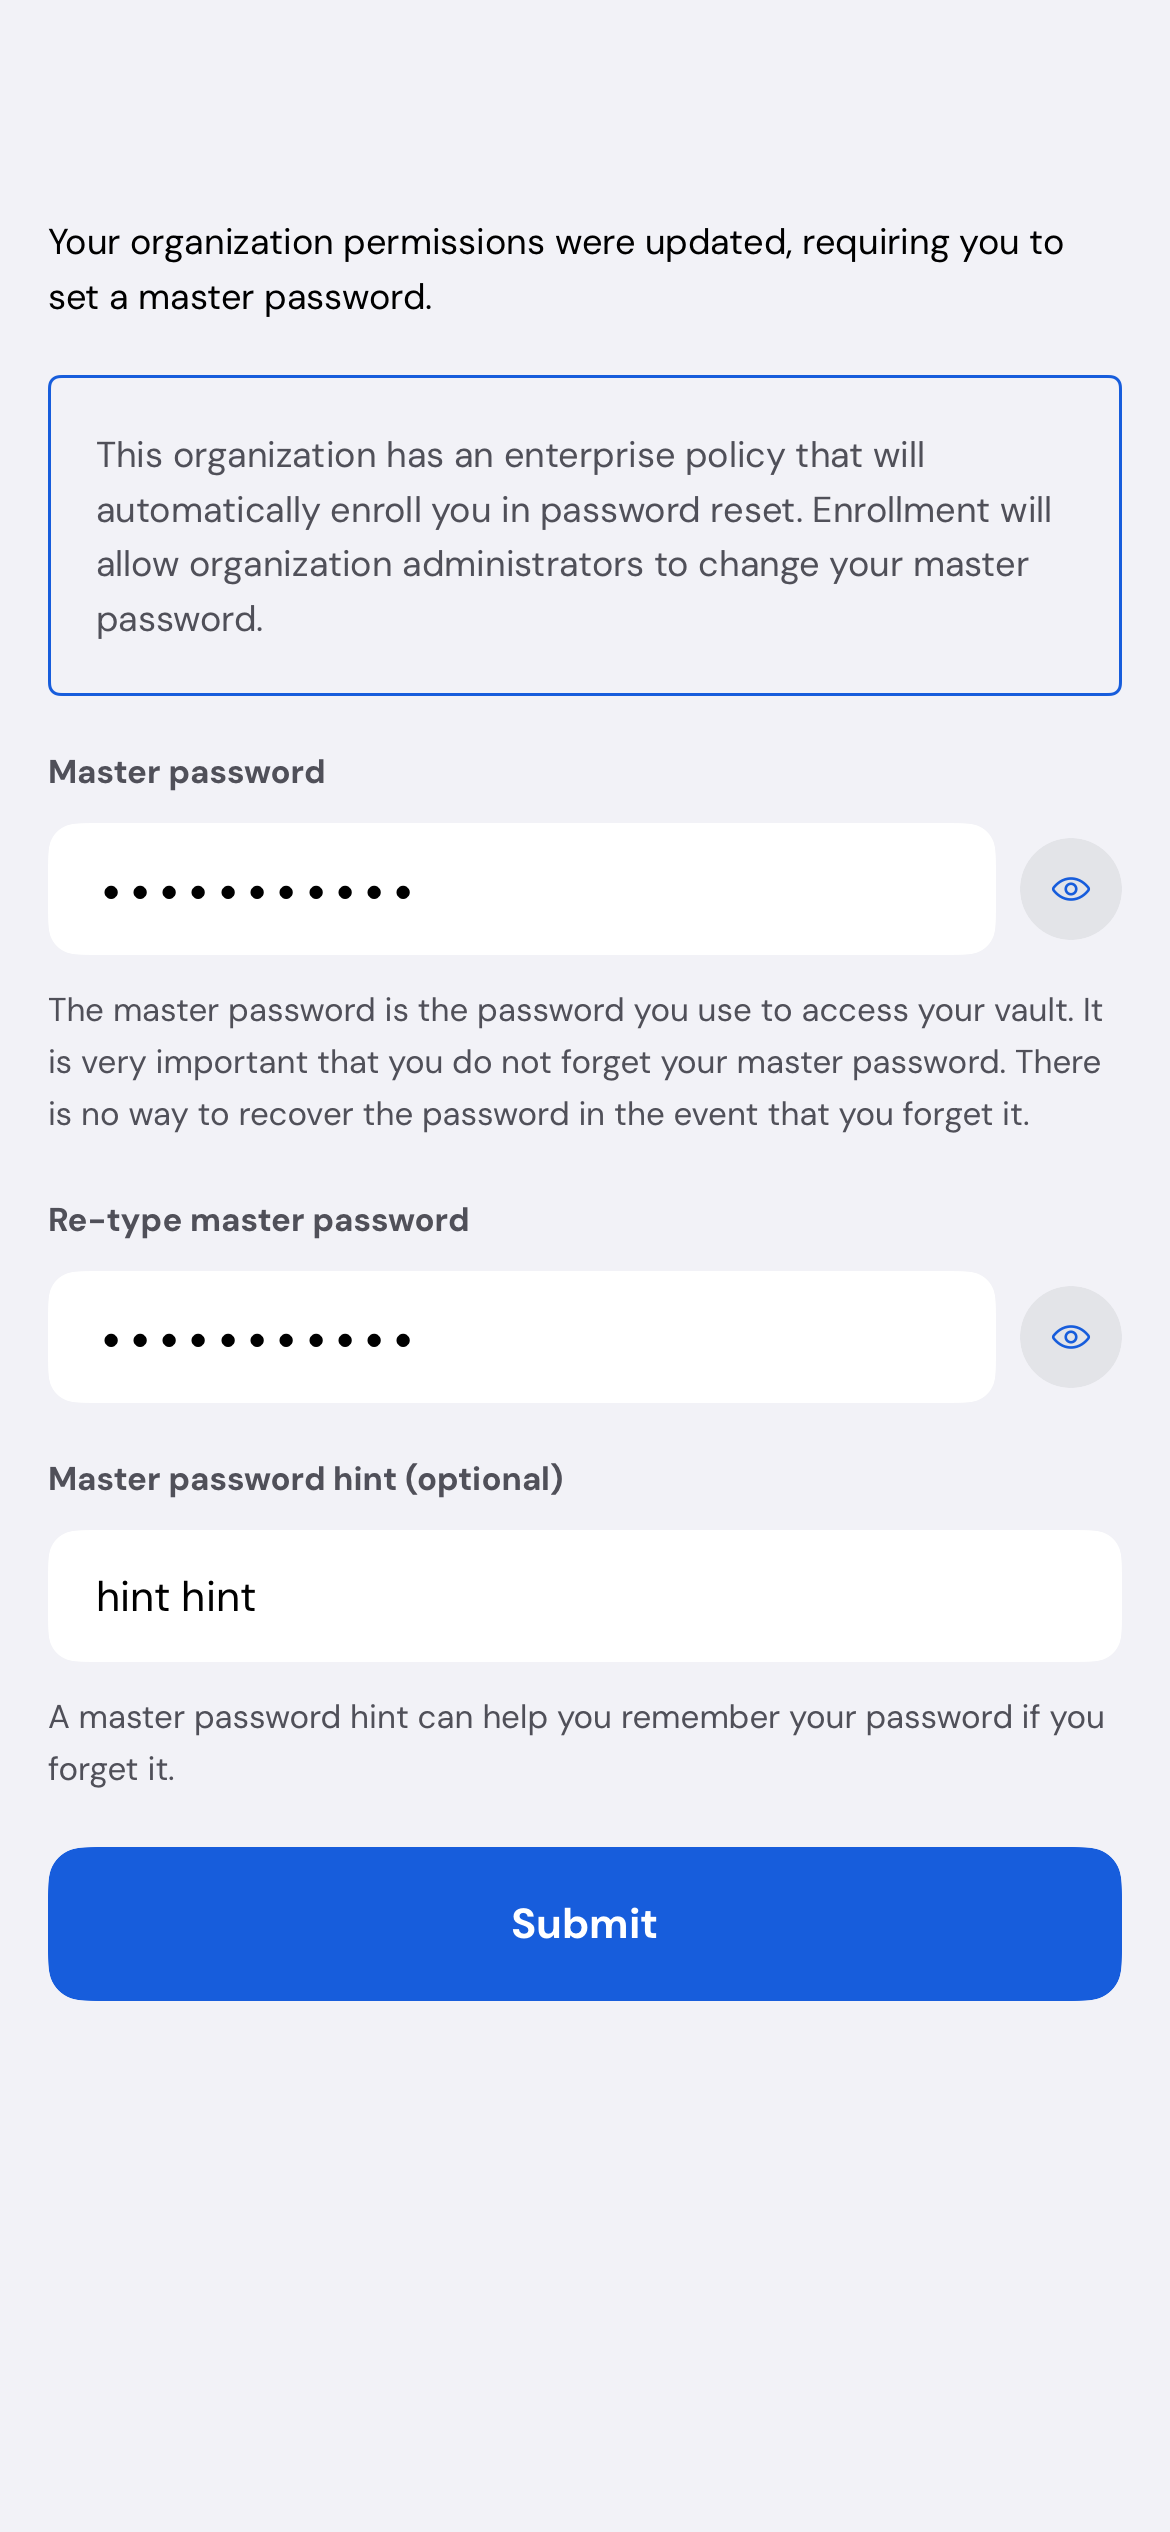 Your organization permissions were updated, requiring you to
set a master password.
This organization has an enterprise policy that will
automatically enroll you in password reset. Enrollment will
allow organization administrators to change your master
password.
Master password
•••••••••••
The master password is the password you use to access your vault. It
is very important that you do not forget your master password. There
is no way to recover the password in the event that you forget it.
Re-type master password
•••••••••••
Master password hint (optional)
hint hint
A master password hint can help you remember your password if you
forget it.
Submit